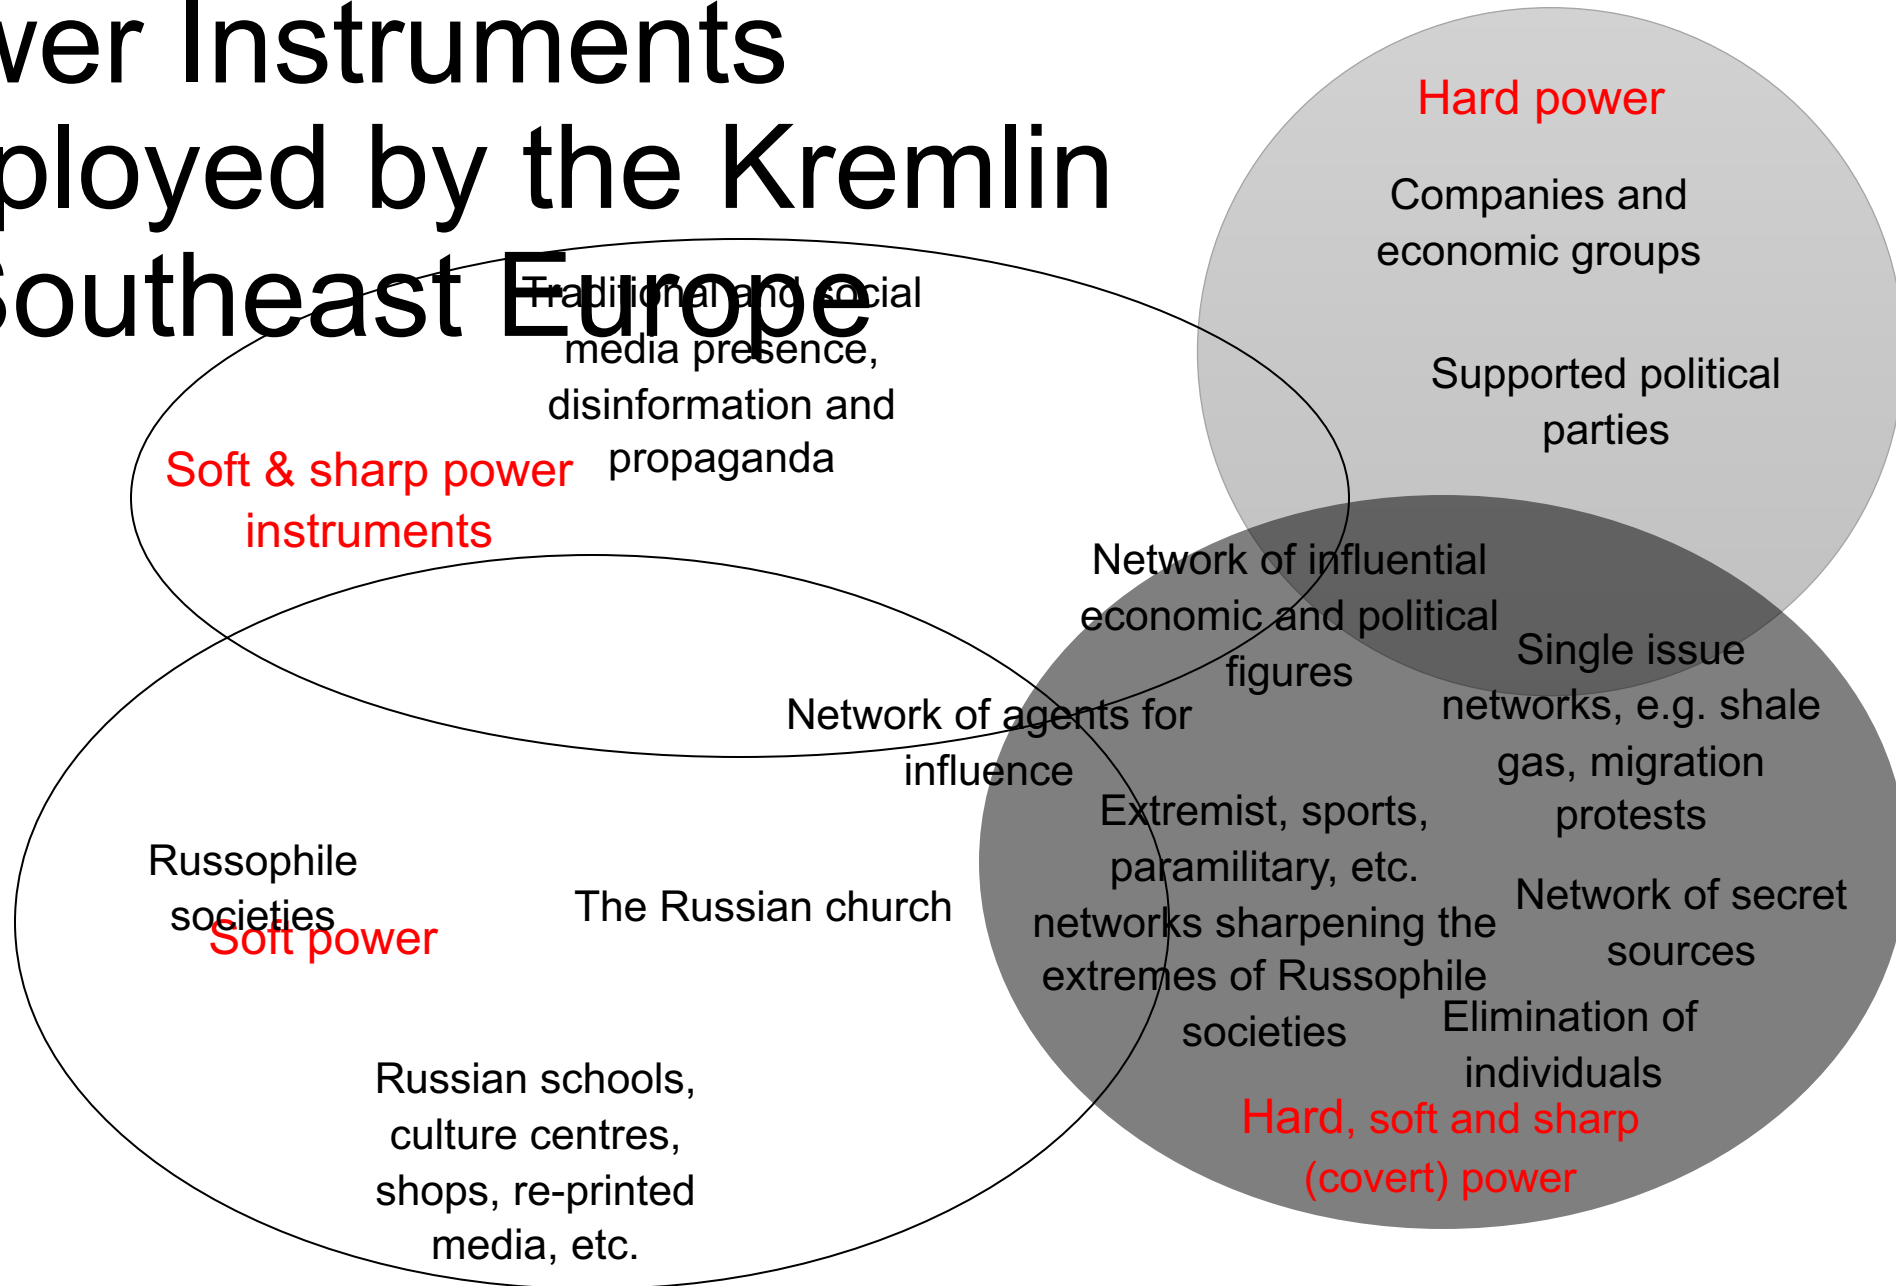 wer Instruments
ployed by the Kremlin
Southeast Europe
Hard power
Companies and
economic groups
Supported political
parties
Traditional and social
media presence,
disinformation and
propaganda
Soft & sharp power
instruments
Network of influential
economic and political
figures
Single issue
networks, e.g. shale
gas, migration
protests
Network of agents for
influence
Extremist, sports,
paramilitary, etc.
networks sharpening the
extremes of Russophile
societies
Network of secret
sources
Elimination of
individuals
Hard, soft and sharp
(covert) power
Russophile
societies
Soft power
The Russian church
Russian schools,
culture centres,
shops, re-printed
media, etc.